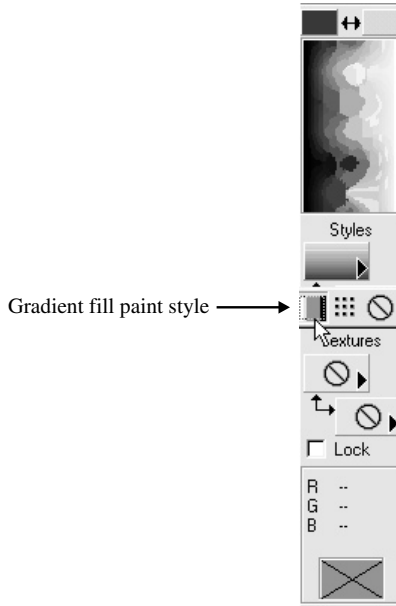 Styles
Gradient fill paint style
Textures
Lock
R --
G --
B --